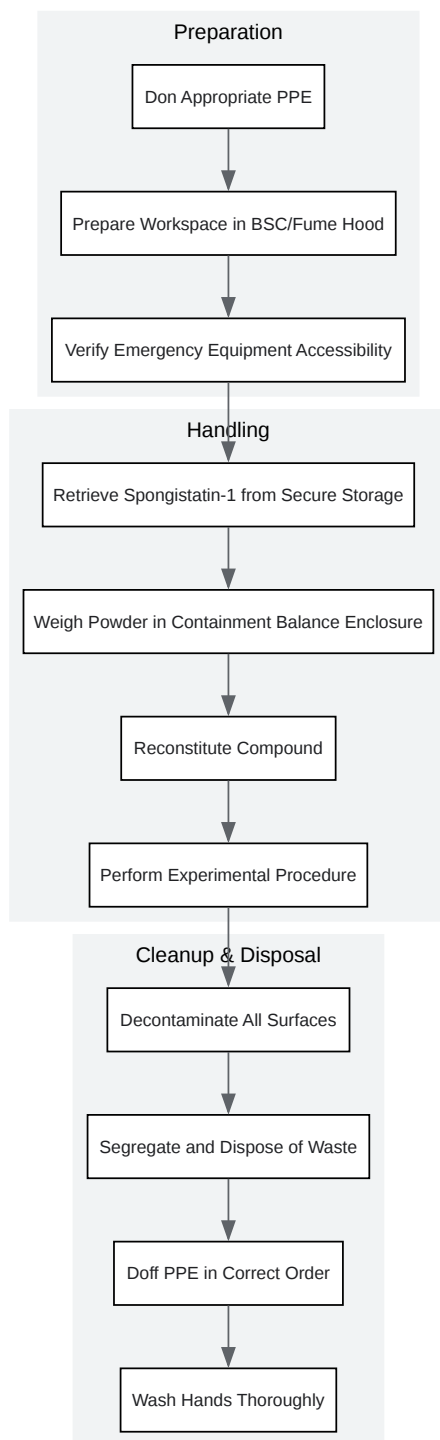 Preparation
Don Appropriate PPE
Prepare Workspace in BSC/Fume Hood
Verify Emergency Equipment Accessibility
Handling
Retrieve Spongistatin-1 from Secure Storage
Weigh Powder in Containment Balance Enclosure
Reconstitute Compound
Perform Experimental Procedure
Cleanup & Disposal
Decontaminate All Surfaces
Segregate and Dispose of Waste
Doff PPE in Correct Order
Wash Hands Thoroughly